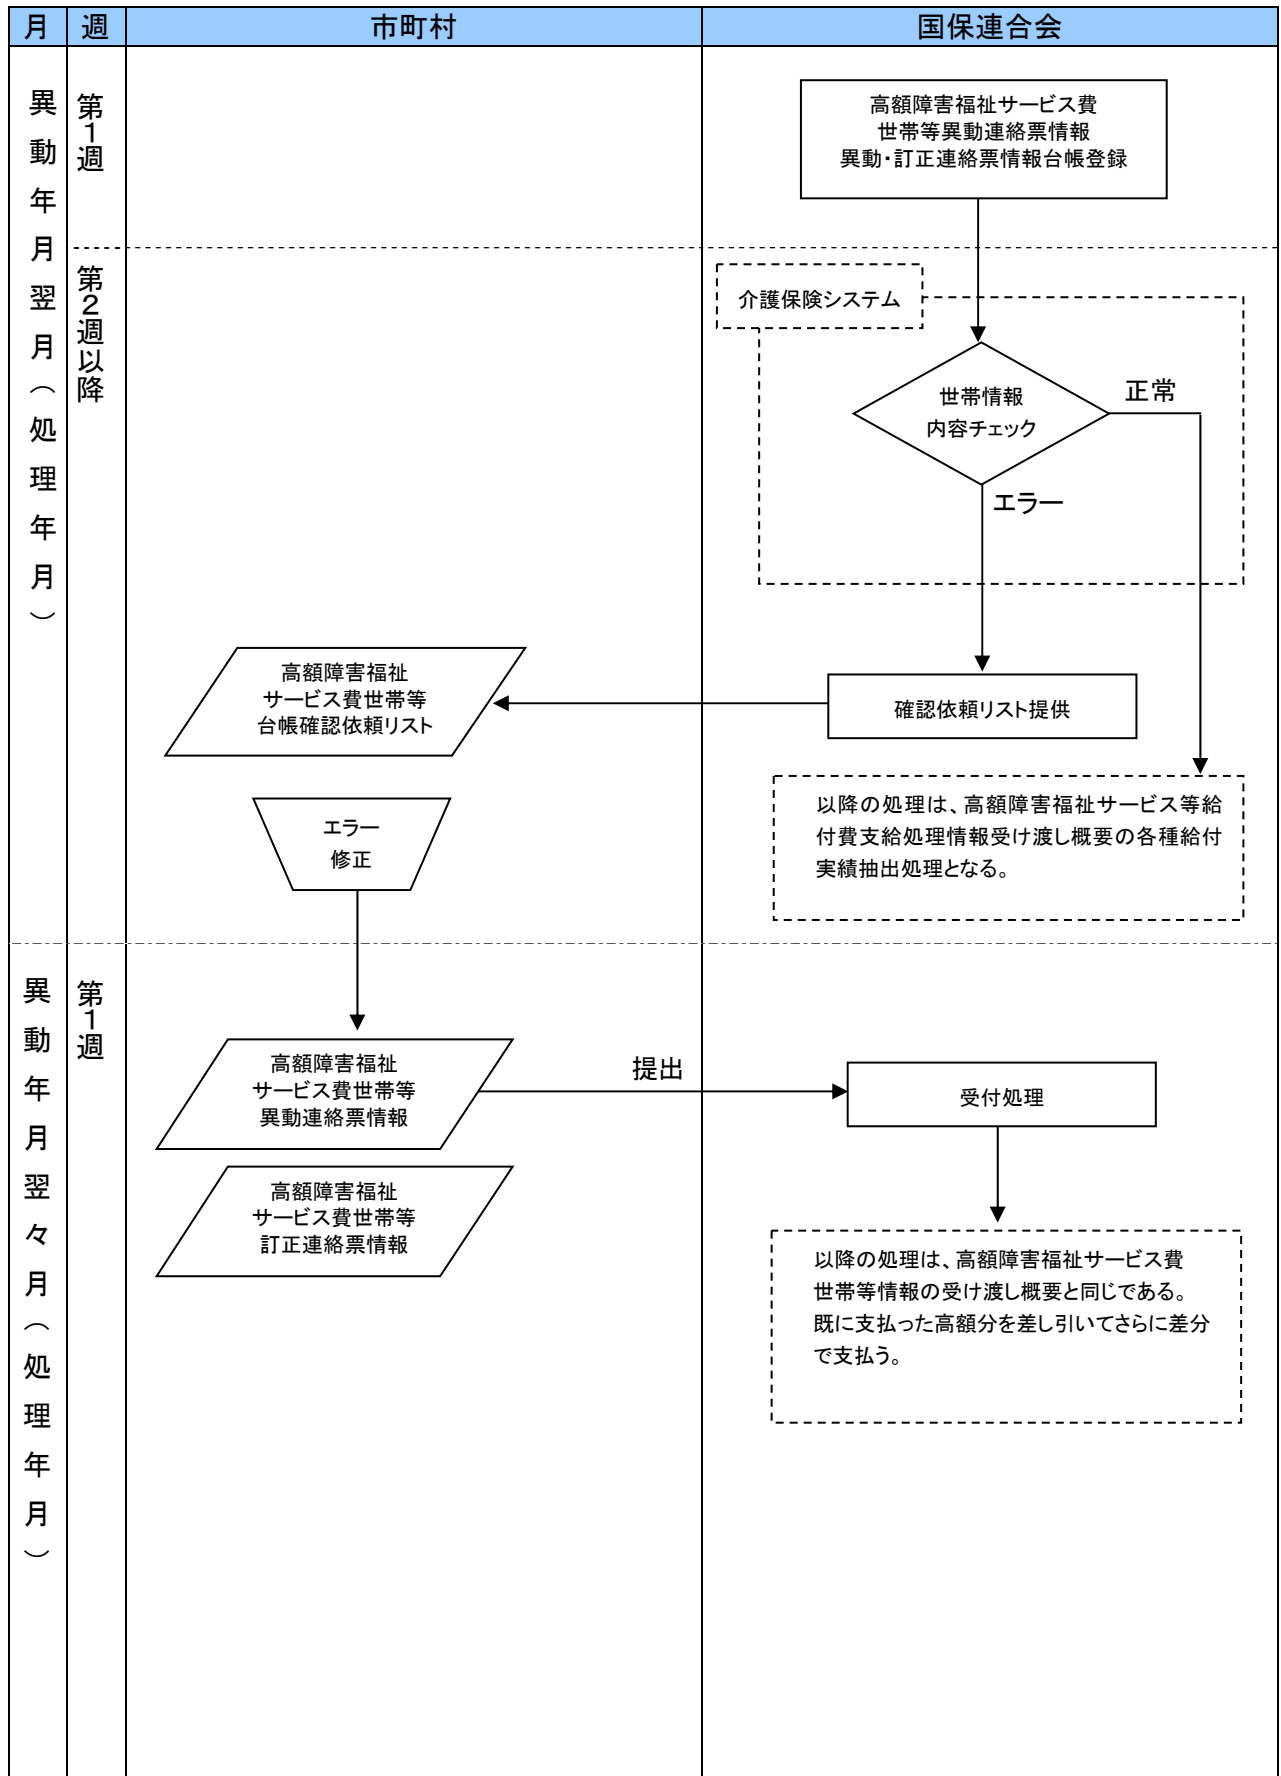 月
週
市町村
国保連合会
異動年月翌月（処理年月）
第1週
高額障害福祉サービス費
世帯等異動連絡票情報
異動・訂正連絡票情報台帳登録
第2週以降
介護保険システム
世帯情報
内容チェック
正常
エラー
高額障害福祉
サービス費世帯等
台帳確認依頼リスト
確認依頼リスト提供
エラー
修正
以降の処理は、高額障害福祉サービス等給
付費支給処理情報受け渡し概要の各種給付
実績抽出処理となる。
異動年月翌々月（処理年月）
第1週
高額障害福祉
サービス費世帯等
異動連絡票情報
提出
受付処理
高額障害福祉
サービス費世帯等
訂正連絡票情報
以降の処理は、高額障害福祉サービス費
世帯等情報の受け渡し概要と同じである。
既に支払った高額分を差し引いてさらに差分
で支払う。